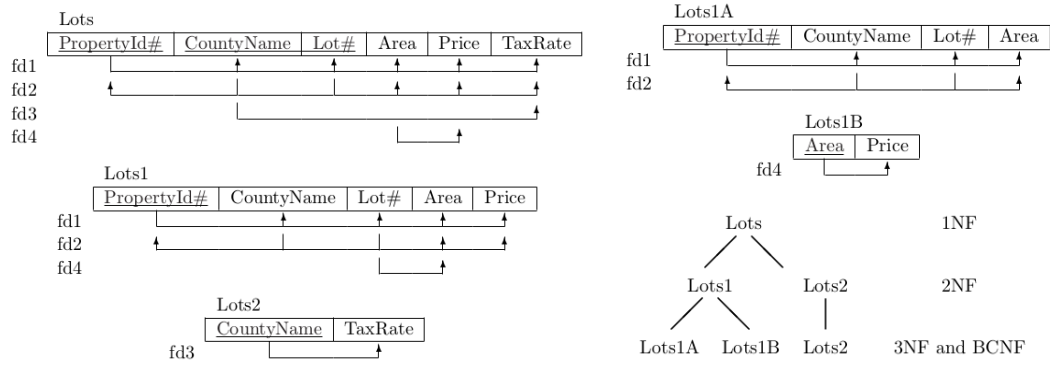 Lots
PropertyId# CountyName Lot# Area Price TaxRate
fd1
fd2
fd3
fd4
Lots1
PropertyId# CountyName Lot# Area Price
fd1
fd2
fd4
Lots2
CountyName TaxRate
fd3
Lots1A
PropertyId# CountyName Lot# Area
fd1
fd2
Lots1B
Area Price
fd4
Lots 1NF
Lots1 Lots2 2NF
Lots1A Lots1B Lots2 3NF and BCNF